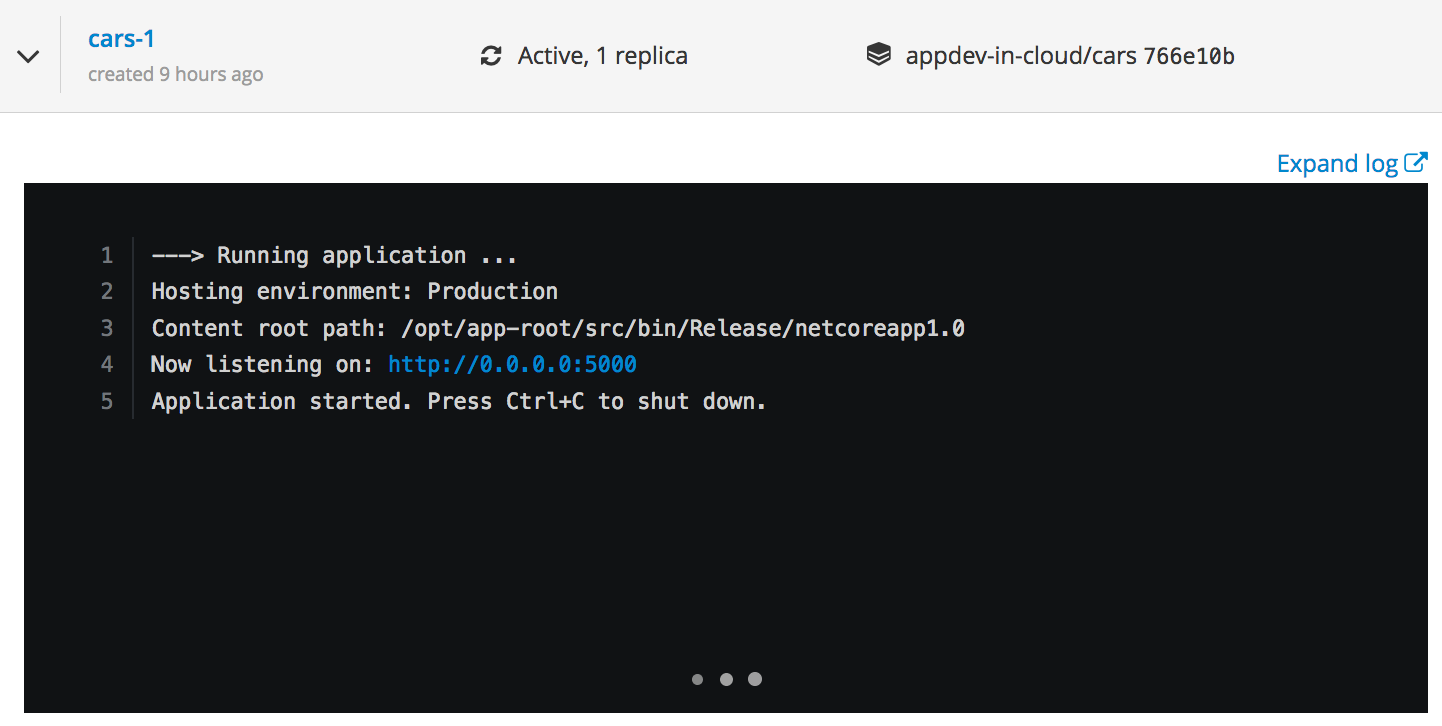 cars-1
created 9 hours ago
Active, 1 replica
appdev-in-cloud/cars 766e10b
Expand log
1 ---> Running application ...
2 Hosting environment: Production
3 Content root path: /opt/app-root/src/bin/Release/netcoreapp1.0
4 Now listening on: http://0.0.0.0:5000
5 Application started. Press Ctrl+C to shut down.